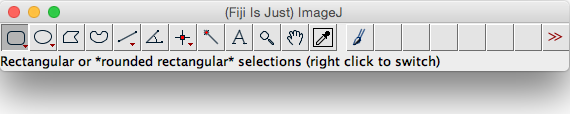 (Fiji Is Just) ImageJ
A
>>
Rectangular or *rounded rectangular* selections (right click to switch)